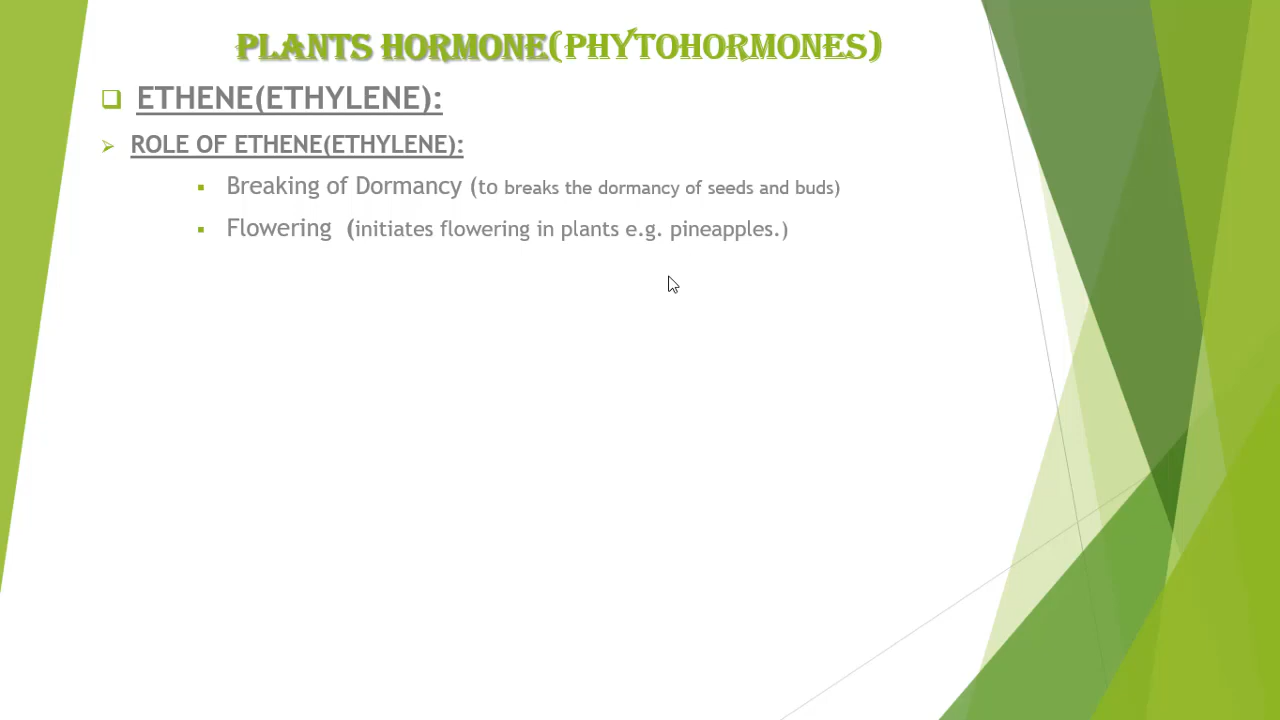 PLANTS HORMONE(PHYTOHORMONES)
ETHENE(ETHYLENE):
ROLE OF ETHENE(ETHYLENE):
Breaking of Dormancy (to breaks the dormancy of seeds and buds)
Flowering (initiates flowering in plants e.g. pineapples.)